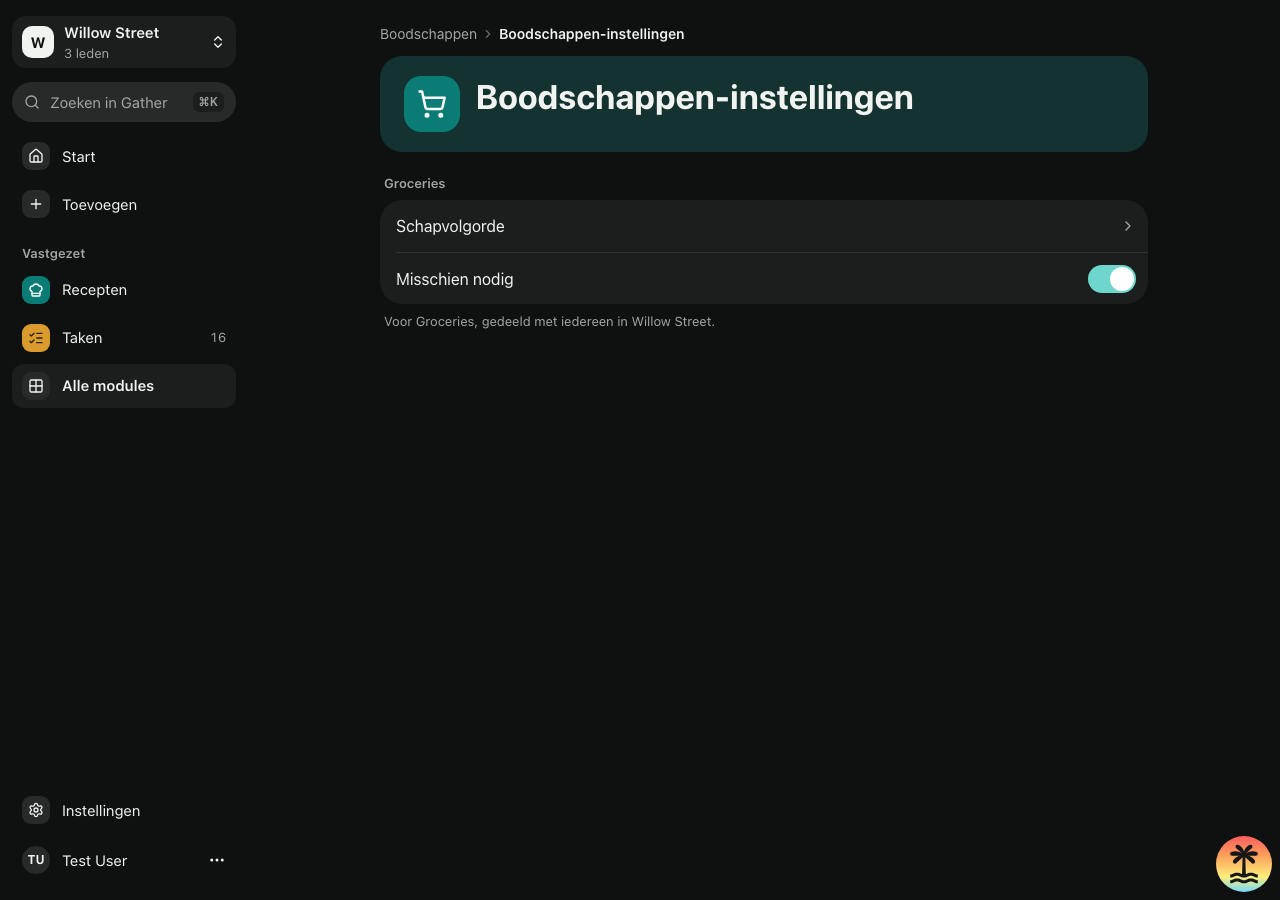 W
Willow Street
3 leden
Zoeken in Gather
⌘K
Start
Toevoegen
Vastgezet
Recepten
Taken
16
Alle modules
Instellingen
TU
Test User
Boodschappen
Boodschappen-instellingen
Boodschappen-instellingen
Groceries
Schapvolgorde
Misschien nodig
Voor Groceries, gedeeld met iedereen in Willow Street.